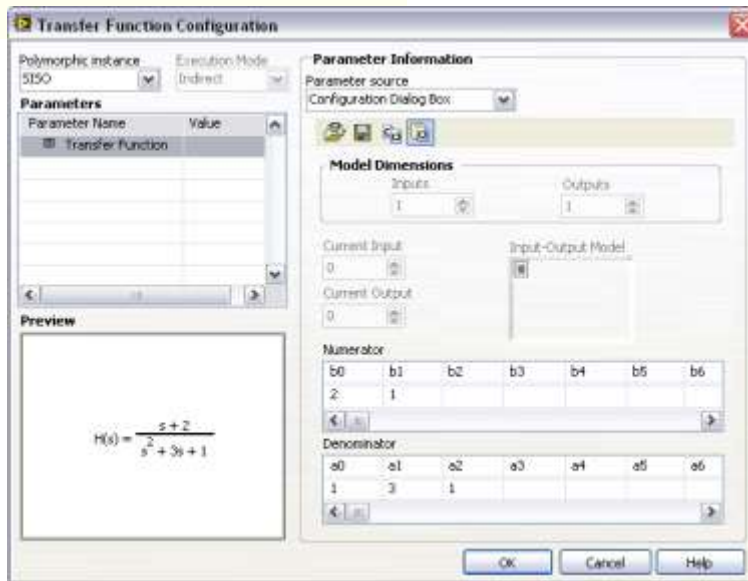 Transfer Function Configuration
Polymorphic instance
SISO
Execution Mode
Indirect
Parameters
Parameter Name Value
Transfer Function
Preview
H(s) = s + 2 / s^2 + 3s + 1
Parameter Information
Parameter source
Configuration Dialog Box
Model Dimensions
Inputs
1
Outputs
1
Current Input
0
Current Output
0
Input-Output Model
Numerator
b0 b1 b2 b3 b4 b5 b6
2 1
Denominator
a0 a1 a2 a3 a4 a5 a6
1 3 1
OK Cancel Help